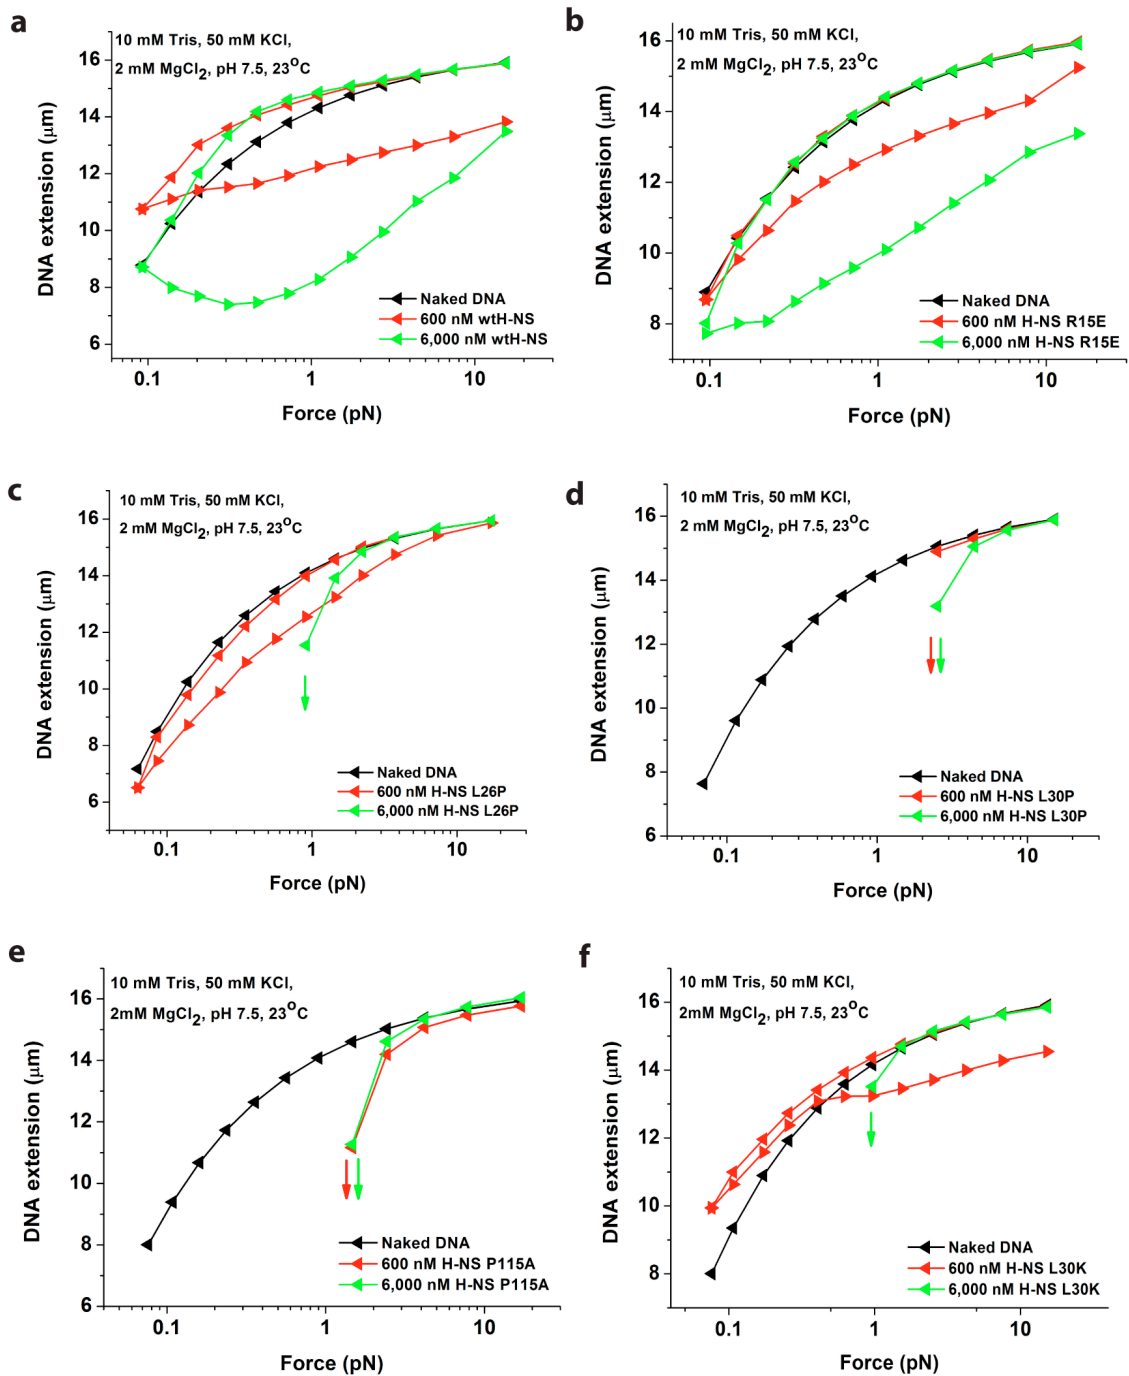 a
10 mM Tris, 50 mM KCl,
2 mM MgCl2, pH 7.5, 23°C
DNA extension (μm)
16
14
12
10
8
6
0.1
1
10
Force (pN)
Naked DNA
600 nM wtH-NS
6,000 nM wtH-NS
b
10 mM Tris, 50 mM KCl,
2 mM MgCl2, pH 7.5, 23°C
DNA extension (μm)
16
14
12
10
8
0.1
1
10
Force (pN)
Naked DNA
600 nM H-NS R15E
6,000 nM H-NS R15E
c
10 mM Tris, 50 mM KCl,
2 mM MgCl2, pH 7.5, 23°C
DNA extension (μm)
16
14
12
10
8
6
0.1
1
10
Force (pN)
Naked DNA
600 nM H-NS L26P
6,000 nM H-NS L26P
d
10 mM Tris, 50 mM KCl,
2 mM MgCl2, pH 7.5, 23°C
DNA extension (μm)
16
14
12
10
8
6
0.1
1
10
Force (pN)
Naked DNA
600 nM H-NS L30P
6,000 nM H-NS L30P
e
10 mM Tris, 50 mM KCl,
2mM MgCl2, pH 7.5, 23°C
DNA extension (μm)
16
14
12
10
8
6
0.1
1
10
Force (pN)
Naked DNA
600 nM H-NS P115A
6,000 nM H-NS P115A
f
10 mM Tris, 50 mM KCl,
2mM MgCl2, pH 7.5, 23°C
DNA extension (μm)
16
14
12
10
8
0.1
1
10
Force (pN)
Naked DNA
600 nM H-NS L30K
6,000 nM H-NS L30K